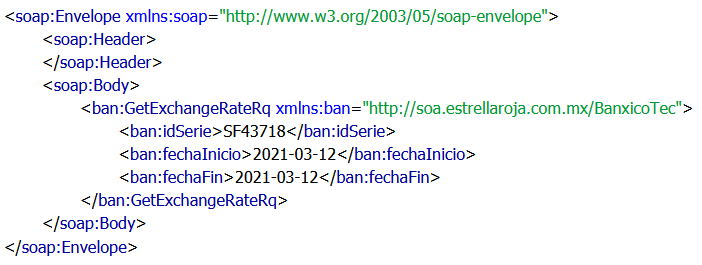 <soap:Envelope xmlns:soap="http://www.w3.org/2003/05/soap-envelope">
<soap:Header>
</soap:Header>
<soap:Body>
<ban:GetExchangeRateRq xmlns:ban="http://soa.estrellaroja.com.mx/BanxicoTec">
<ban:idSerie>SF43718</ban:idSerie>
<ban:fechaInicio>2021-03-12</ban:fechaInicio>
<ban:fechaFin>2021-03-12</ban:fechaFin>
</ban:GetExchangeRateRq>
</soap:Body>
</soap:Envelope>